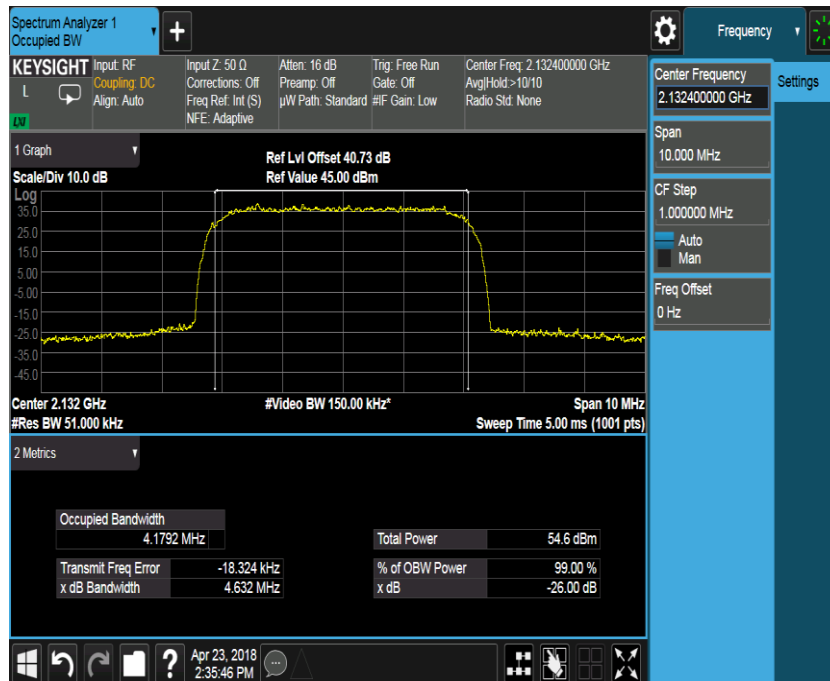 Spectrum Analyzer 1
Occupied BW
+
Frequency
KEYSIGHT
L
LXI
Input: RF
Coupling: DC
Align: Auto
Input Z: 50 Ω
Corrections: Off
Freq Ref: Int (S)
NFE: Adaptive
Atten: 16 dB
Preamp: Off
µW Path: Standard
Trig: Free Run
Gate: Off
#IF Gain: Low
Center Freq: 2.132400000 GHz
Avg|Hold:>10/10
Radio Std: None
Center Frequency
2.132400000 GHz
Settings
Span
10.000 MHz
CF Step
1.000000 MHz
Auto
Man
Freq Offset
0 Hz
1 Graph
Scale/Div 10.0 dB
Ref Lvl Offset 40.73 dB
Ref Value 45.00 dBm
Log
35.0
25.0
15.0
5.00
-5.00
-15.0
-25.0
-35.0
-45.0
Center 2.132 GHz
#Video BW 150.00 kHz*
Span 10 MHz
#Res BW 51.000 kHz
Sweep Time 5.00 ms (1001 pts)
2 Metrics
Occupied Bandwidth
4.1792 MHz
Total Power 54.6 dBm
Transmit Freq Error -18.324 kHz
% of OBW Power 99.00 %
x dB Bandwidth 4.632 MHz
x dB -26.00 dB
?
Apr 23, 2018
2:35:46 PM